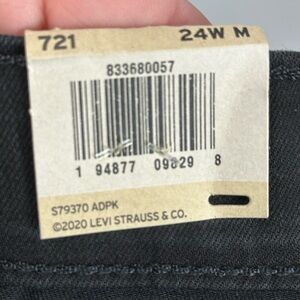 721 24W M
833680057
1 94877 09829 8
S79370 ADPK
©2020 LEVI STRAUSS & CO.